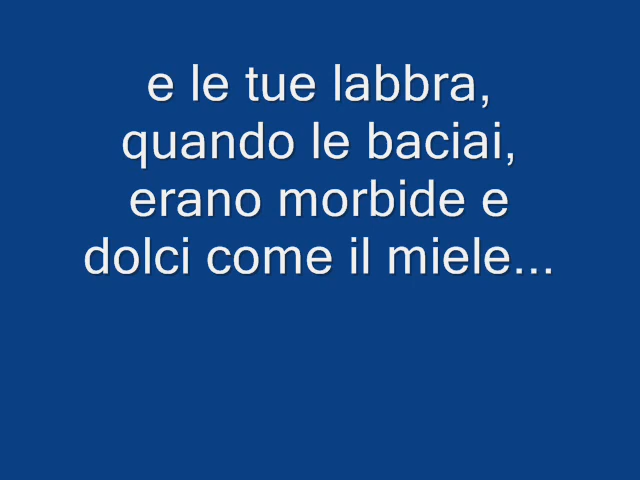 e le tue labbra,
quando le baciai,
erano morbide e
dolci come il miele...